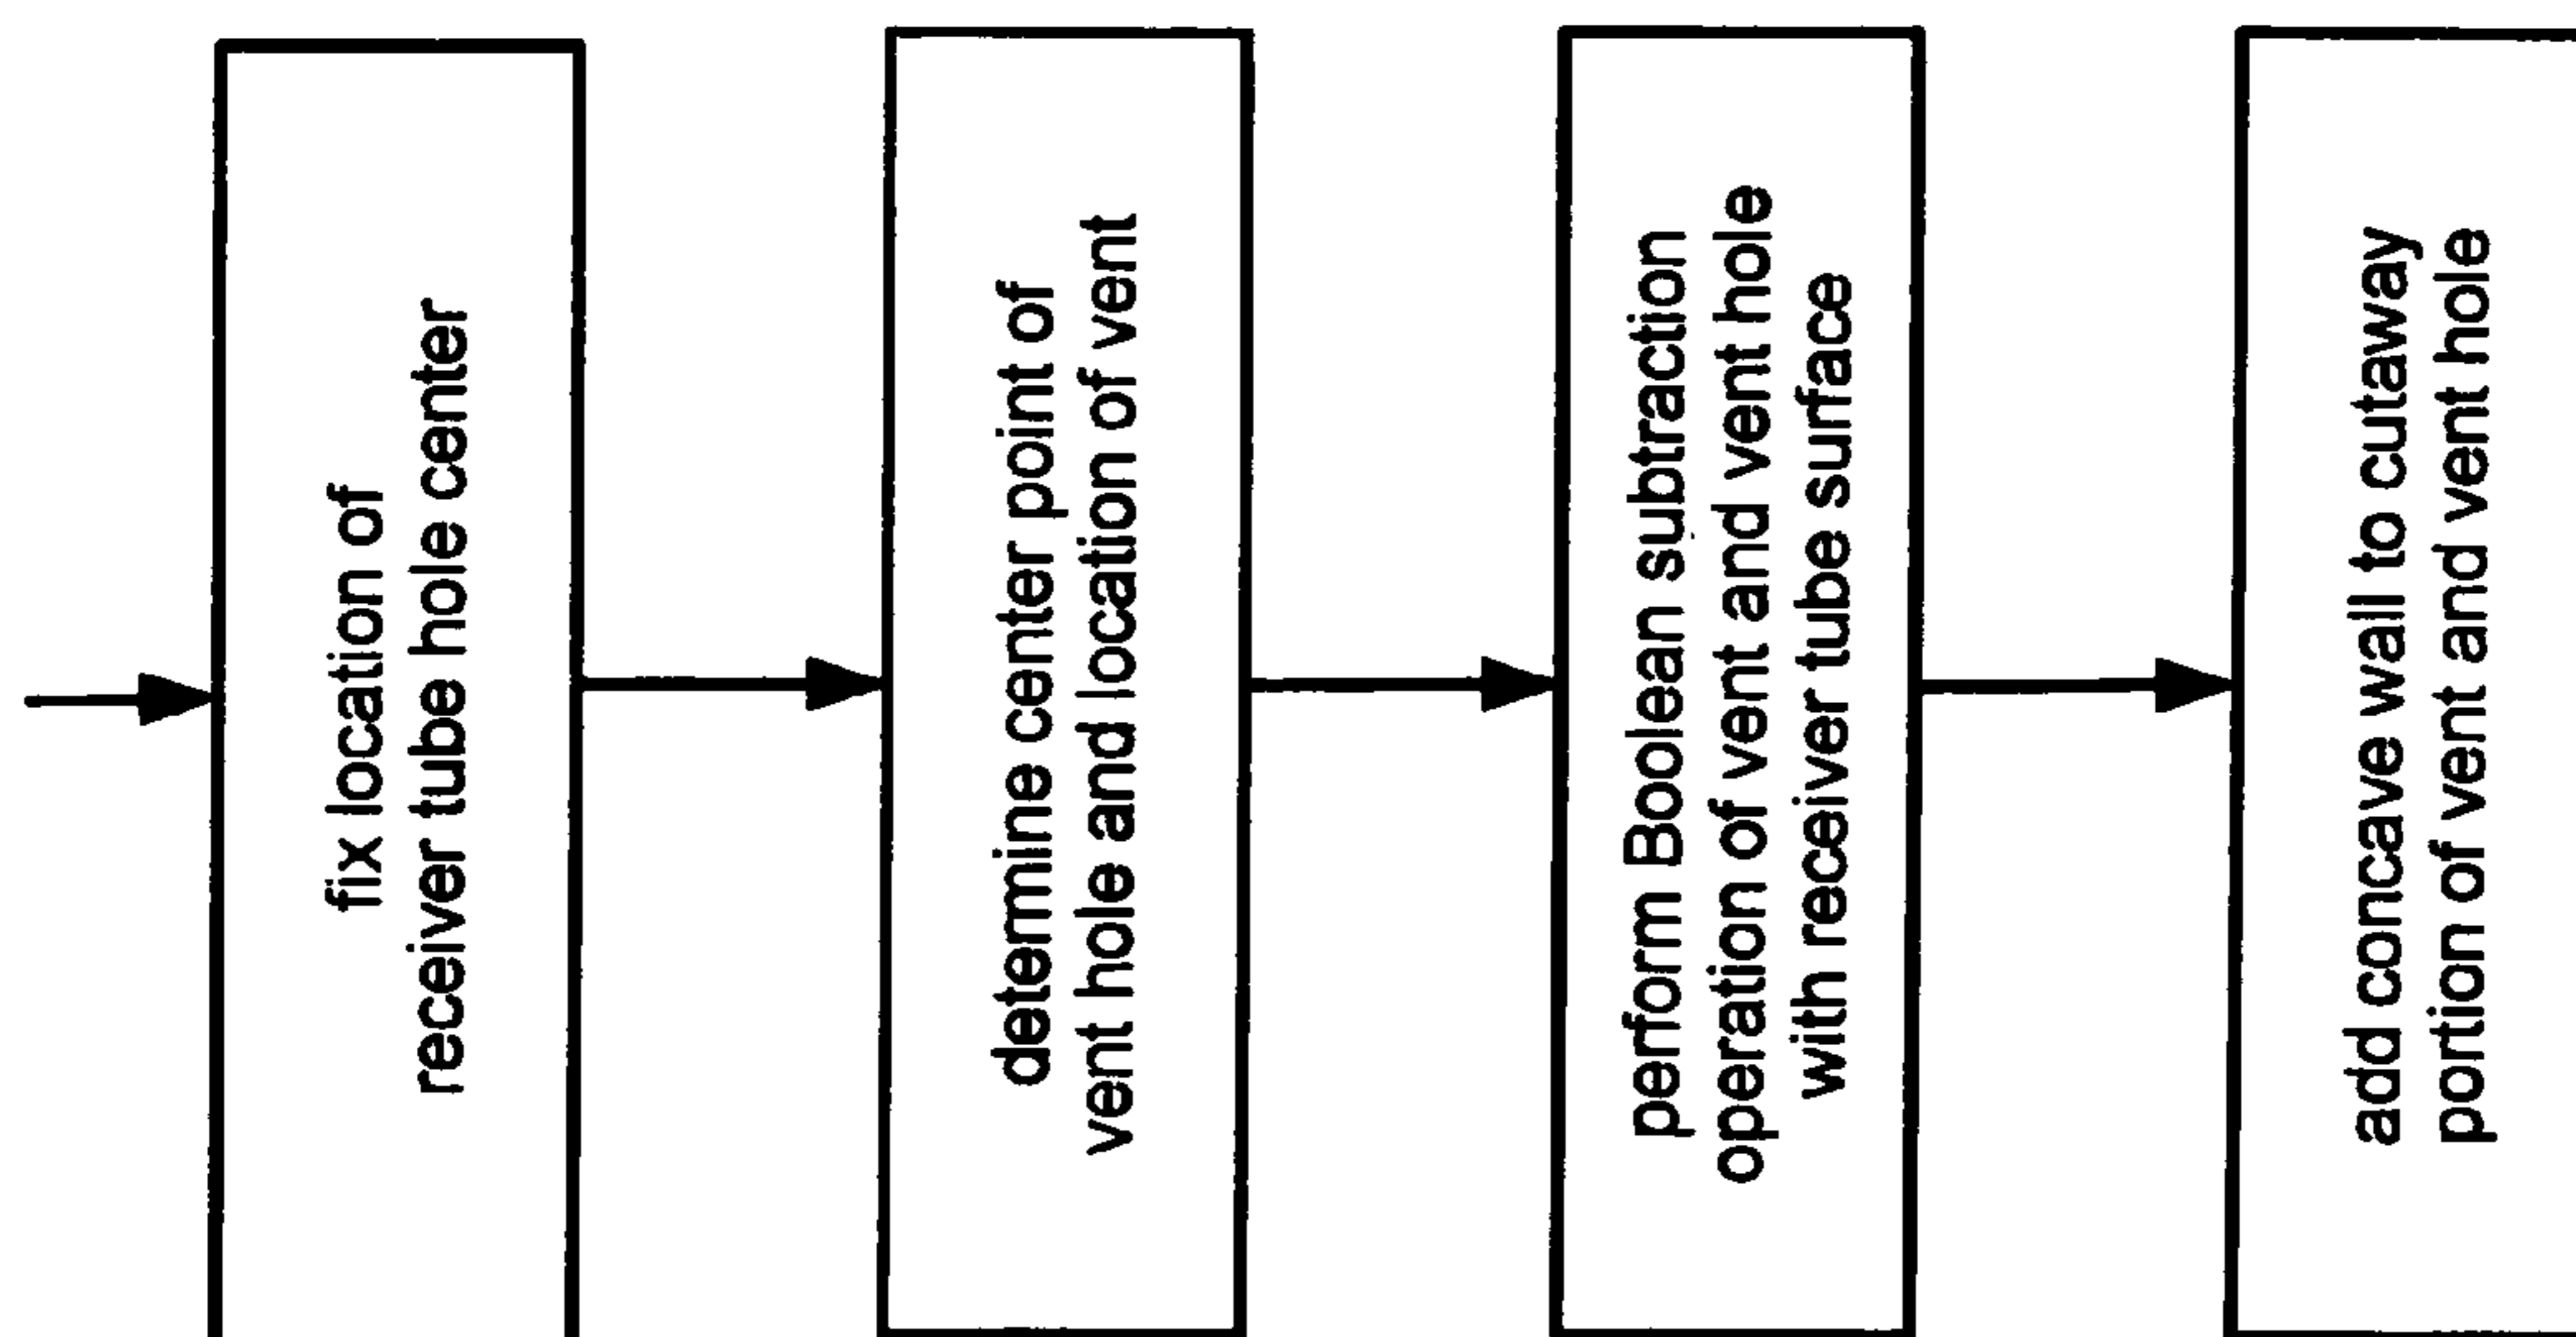 fix location of
receiver tube hole center
determine center point of
vent hole and location of vent
perform Boolean subtraction
operation of vent and vent hole
with receiver tube surface
add concave wall to cutaway
portion of vent and vent hole